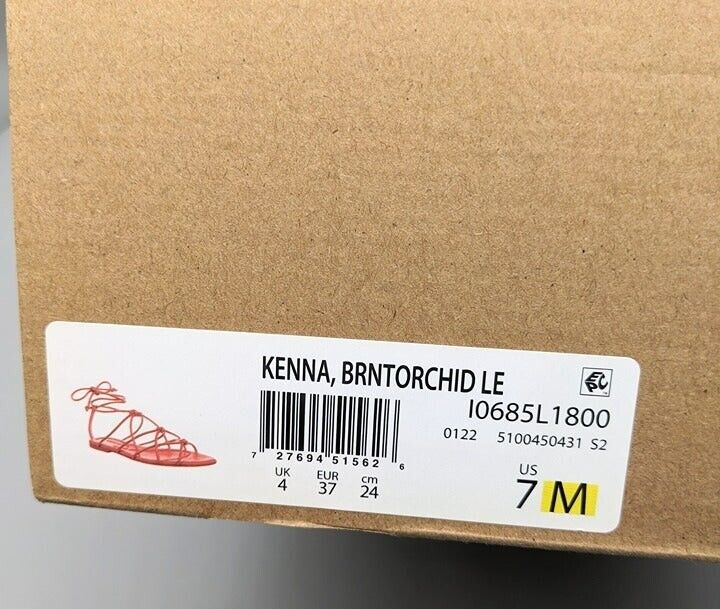 KENNA, BRNTORCHID LE
I0685L1800
0122 5100450431 S2
7 27694 51562 6
UK EUR cm
4 37 24
US
7 M